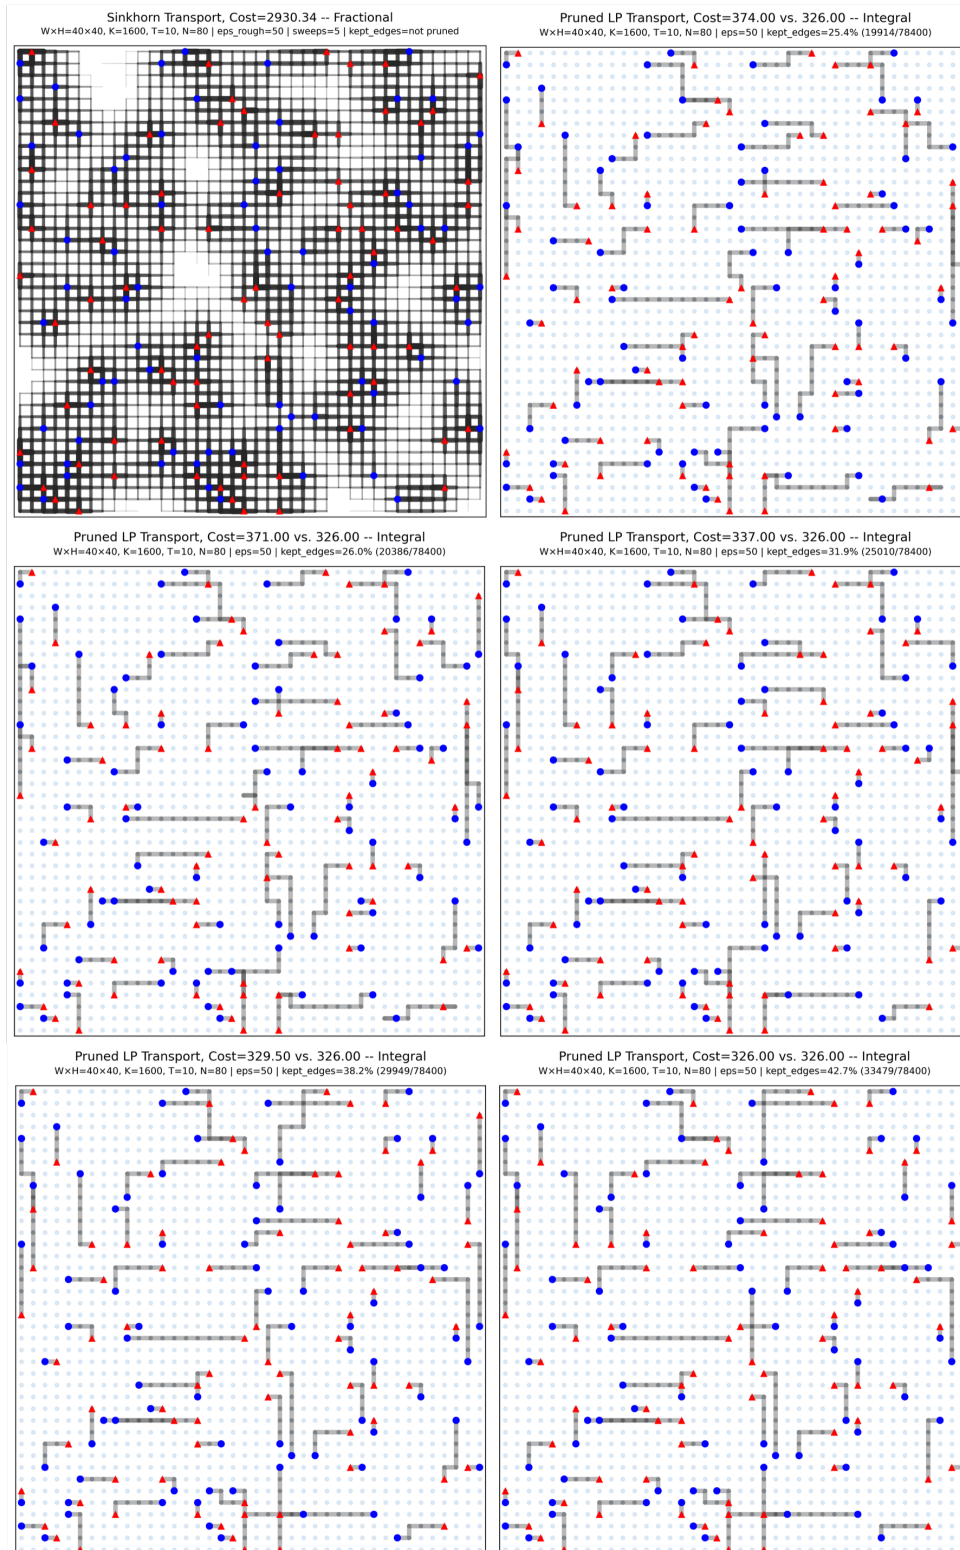 Sinkhorn Transport, Cost=2930.34 -- Fractional
W×H=40×40, K=1600, T=10, N=80 | eps_rough=50 | sweeps=5 | kept_edges=not pruned
Pruned LP Transport, Cost=374.00 vs. 326.00 -- Integral
W×H=40×40, K=1600, T=10, N=80 | eps=50 | kept_edges=25.4% (19914/78400)
Pruned LP Transport, Cost=371.00 vs. 326.00 -- Integral
W×H=40×40, K=1600, T=10, N=80 | eps=50 | kept_edges=26.0% (20386/78400)
Pruned LP Transport, Cost=337.00 vs. 326.00 -- Integral
W×H=40×40, K=1600, T=10, N=80 | eps=50 | kept_edges=31.9% (25010/78400)
Pruned LP Transport, Cost=329.50 vs. 326.00 -- Integral
W×H=40×40, K=1600, T=10, N=80 | eps=50 | kept_edges=38.2% (29949/78400)
Pruned LP Transport, Cost=326.00 vs. 326.00 -- Integral
W×H=40×40, K=1600, T=10, N=80 | eps=50 | kept_edges=42.7% (33479/78400)